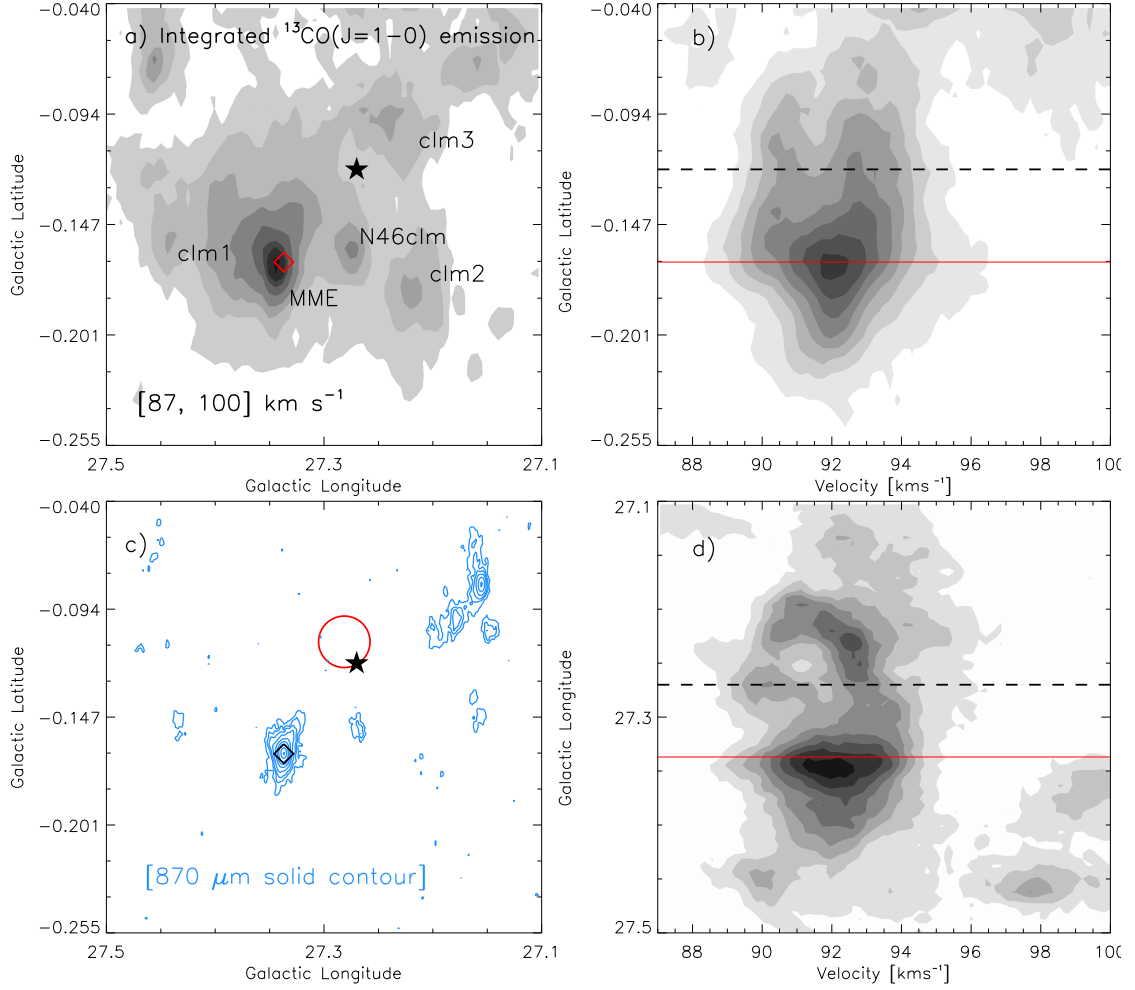 a) Integrated ¹³CO(J=1−0) emission
clm3
N46clm
clm1
clm2
MME
[87, 100] km s⁻¹
−0.040
−0.094
−0.147
−0.201
−0.255
Galactic Latitude
27.5
27.3
27.1
Galactic Longitude
b)
−0.040
−0.094
−0.147
−0.201
−0.255
Galactic Latitude
88
90
92
94
96
98
100
Velocity [kms⁻¹]
c)
[870 μm solid contour]
−0.040
−0.094
−0.147
−0.201
−0.255
Galactic Latitude
27.5
27.3
27.1
Galactic Longitude
d)
27.1
27.3
27.5
Galactic Longitude
88
90
92
94
96
98
100
Velocity [kms⁻¹]